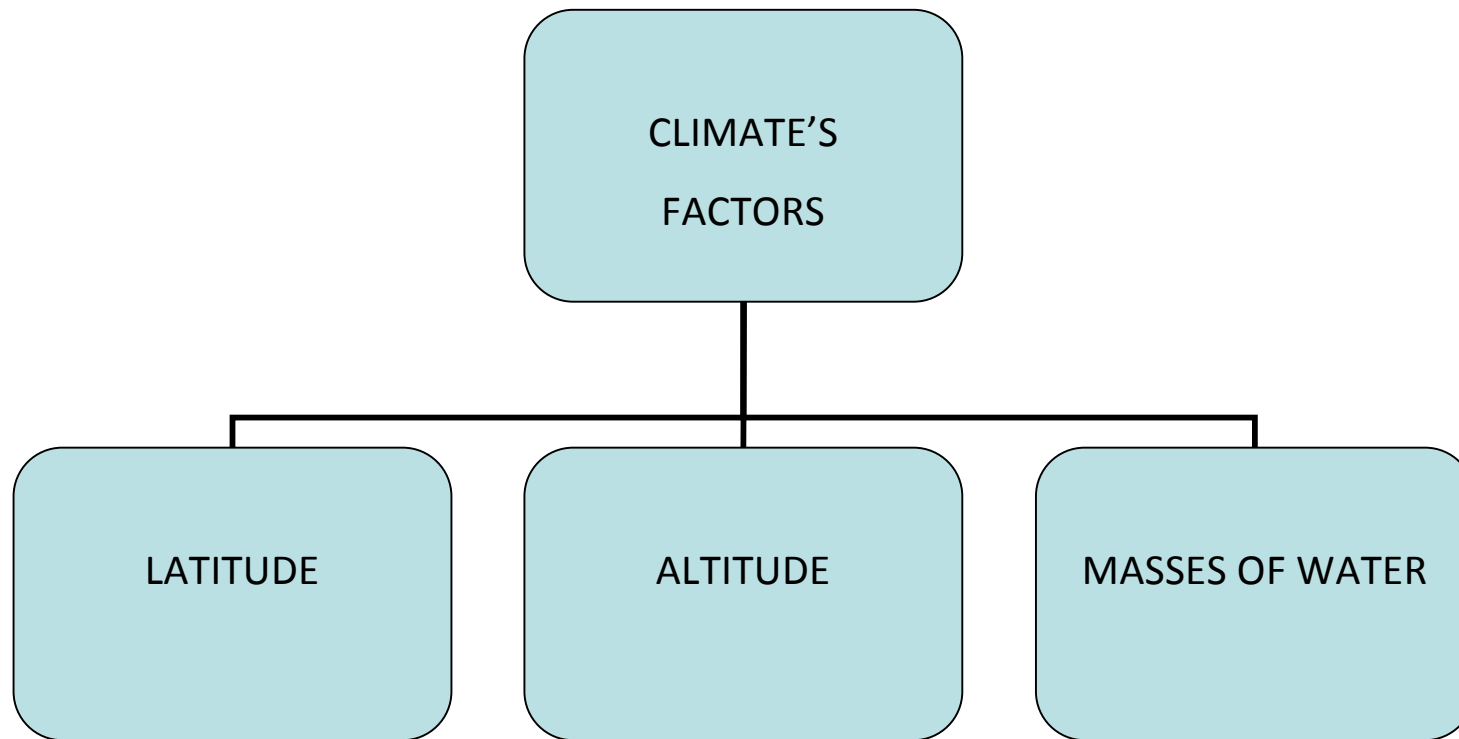 CLIMATE’S
FACTORS
LATITUDE
ALTITUDE
MASSES OF WATER